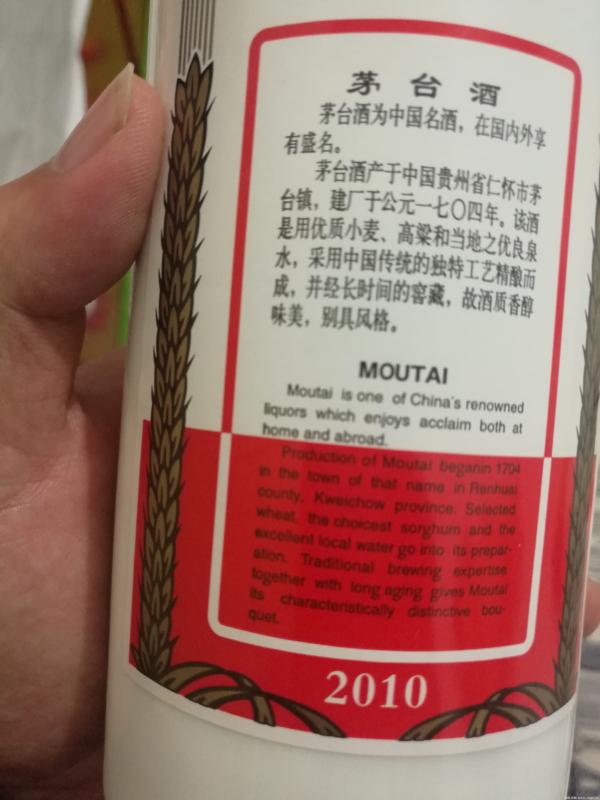 茅台酒
茅台酒为中国名酒，在国内外享
有盛名。
茅台酒产于中国贵州省仁怀市茅
台镇，建厂于公元一七〇四年。该酒
是用优质小麦、高粱和当地之优良泉
水，采用中国传统的独特工艺精酿而
成，并经长时间的窖藏，故酒质香醇
味美，别具风格。
MOUTAI
Moutai is one of China's renowned
liquors which enjoys acclaim both at
home and abroad.
Production of Moutai beganin 1704
in the town of that name in Renhuai
county, Kweichow province. Selected
wheat, the choicest sorghum and the
excellent local water go into its prepar-
ation. Traditional brewing expertise
together with long aging gives Moutai
its characteristically distinctive bou-
quet.
2010